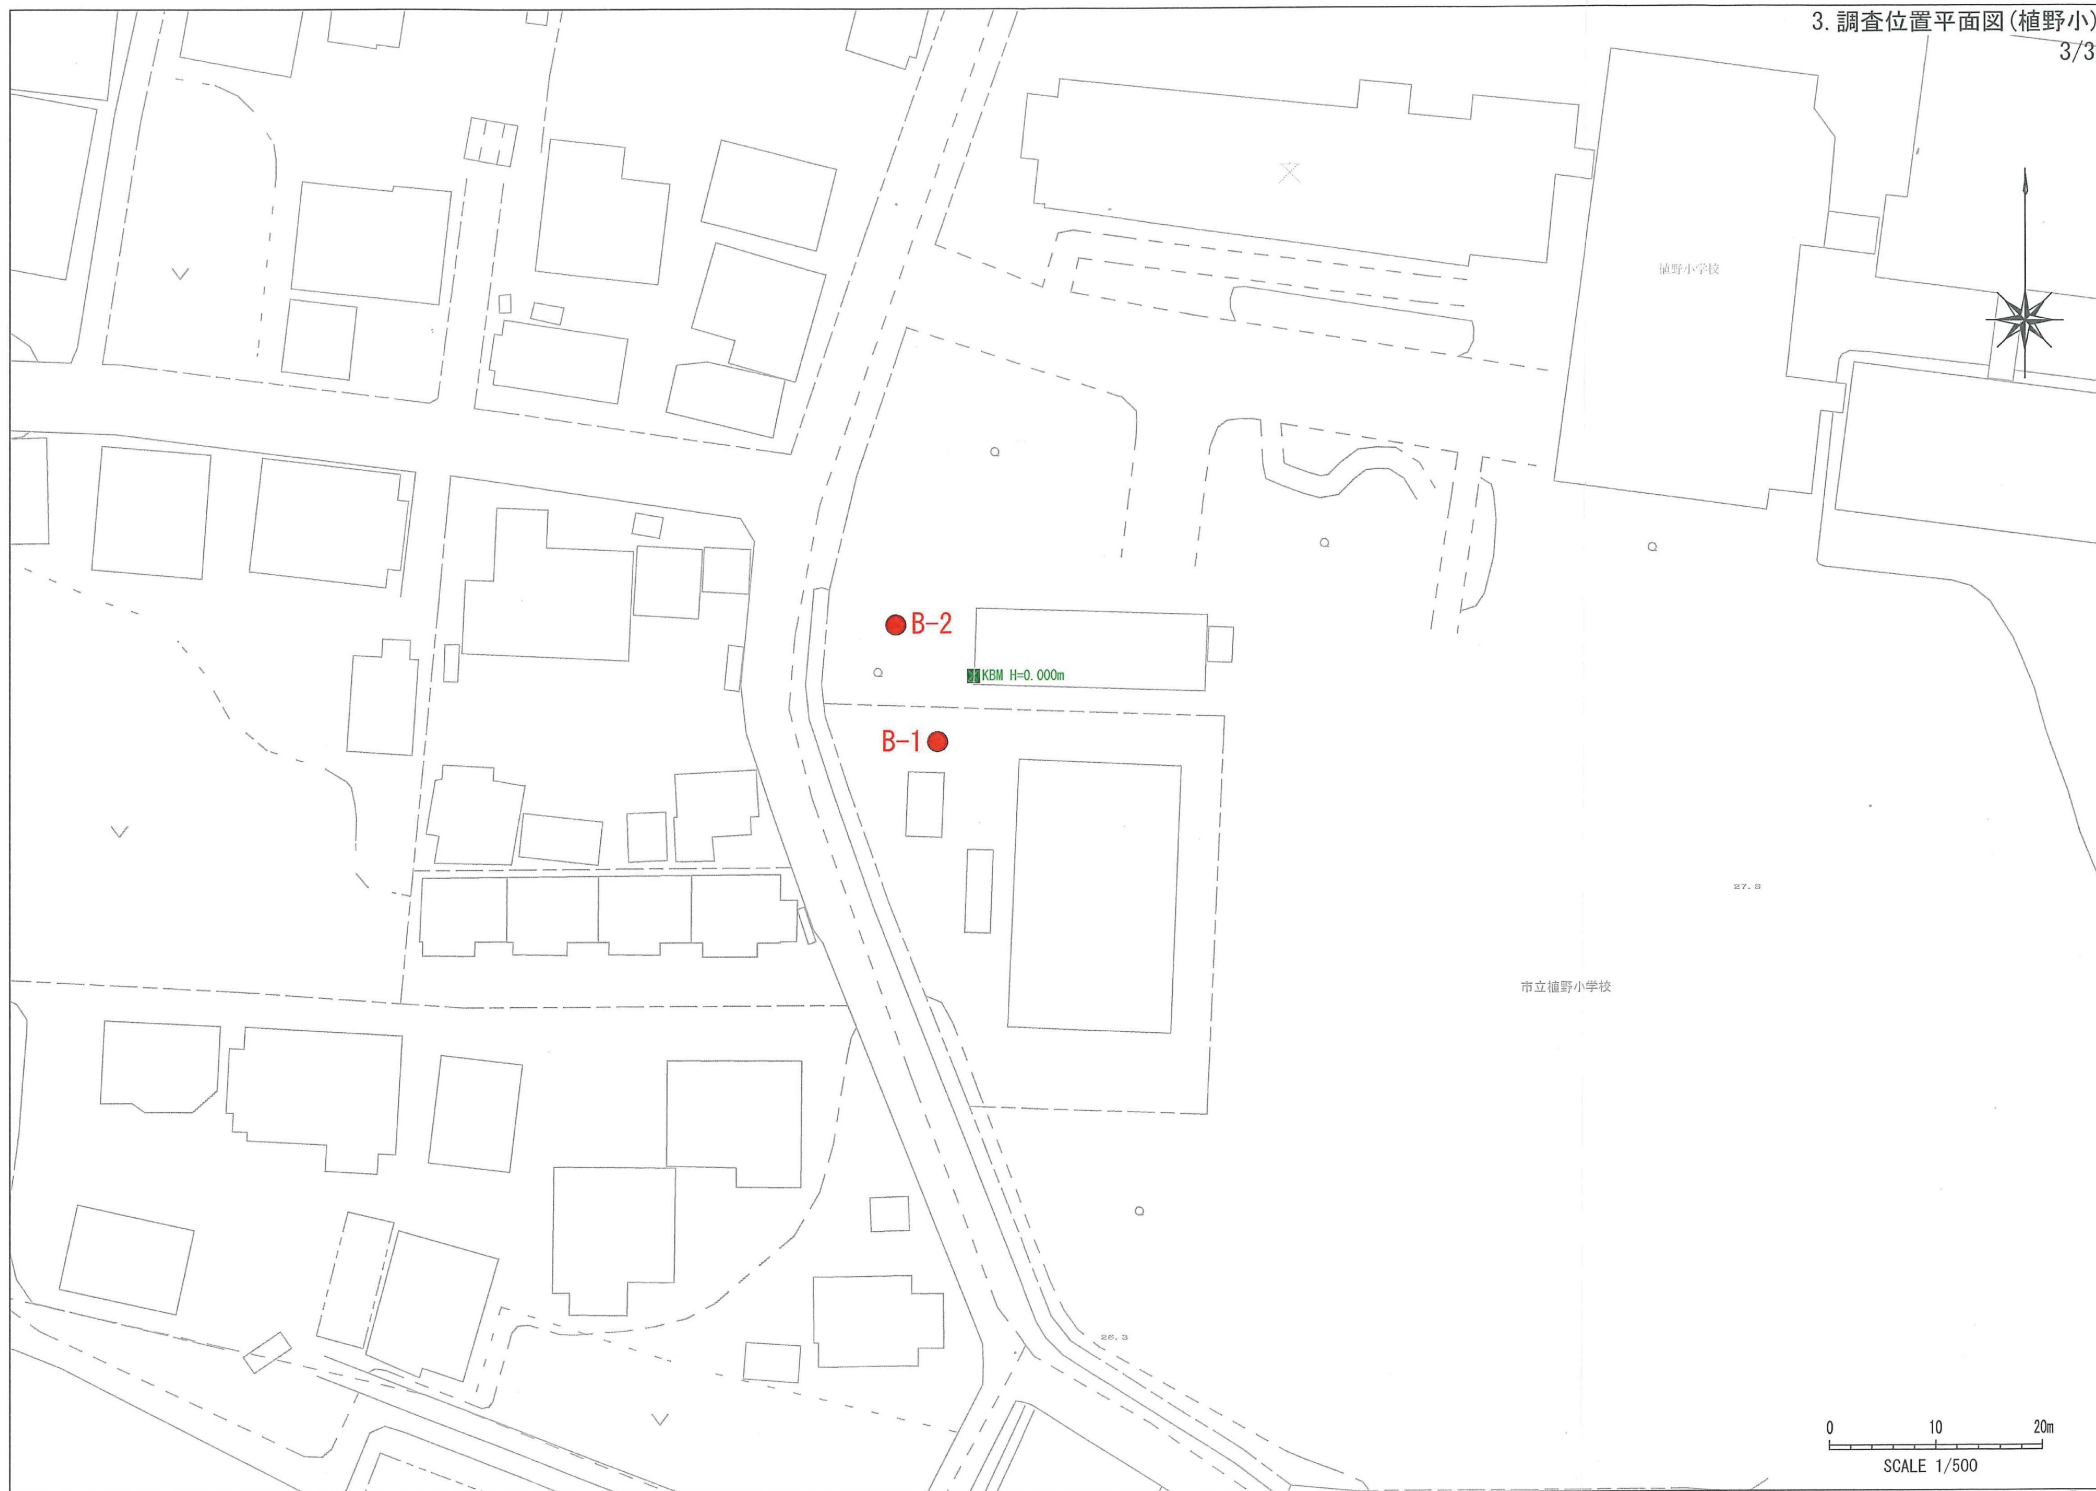 3. 調査位置平面図(植野小)
3/3
植野小学校
B-2
KBM H=0.000m
B-1
27.8
市立植野小学校
26.3
0 10 20m
SCALE 1/500